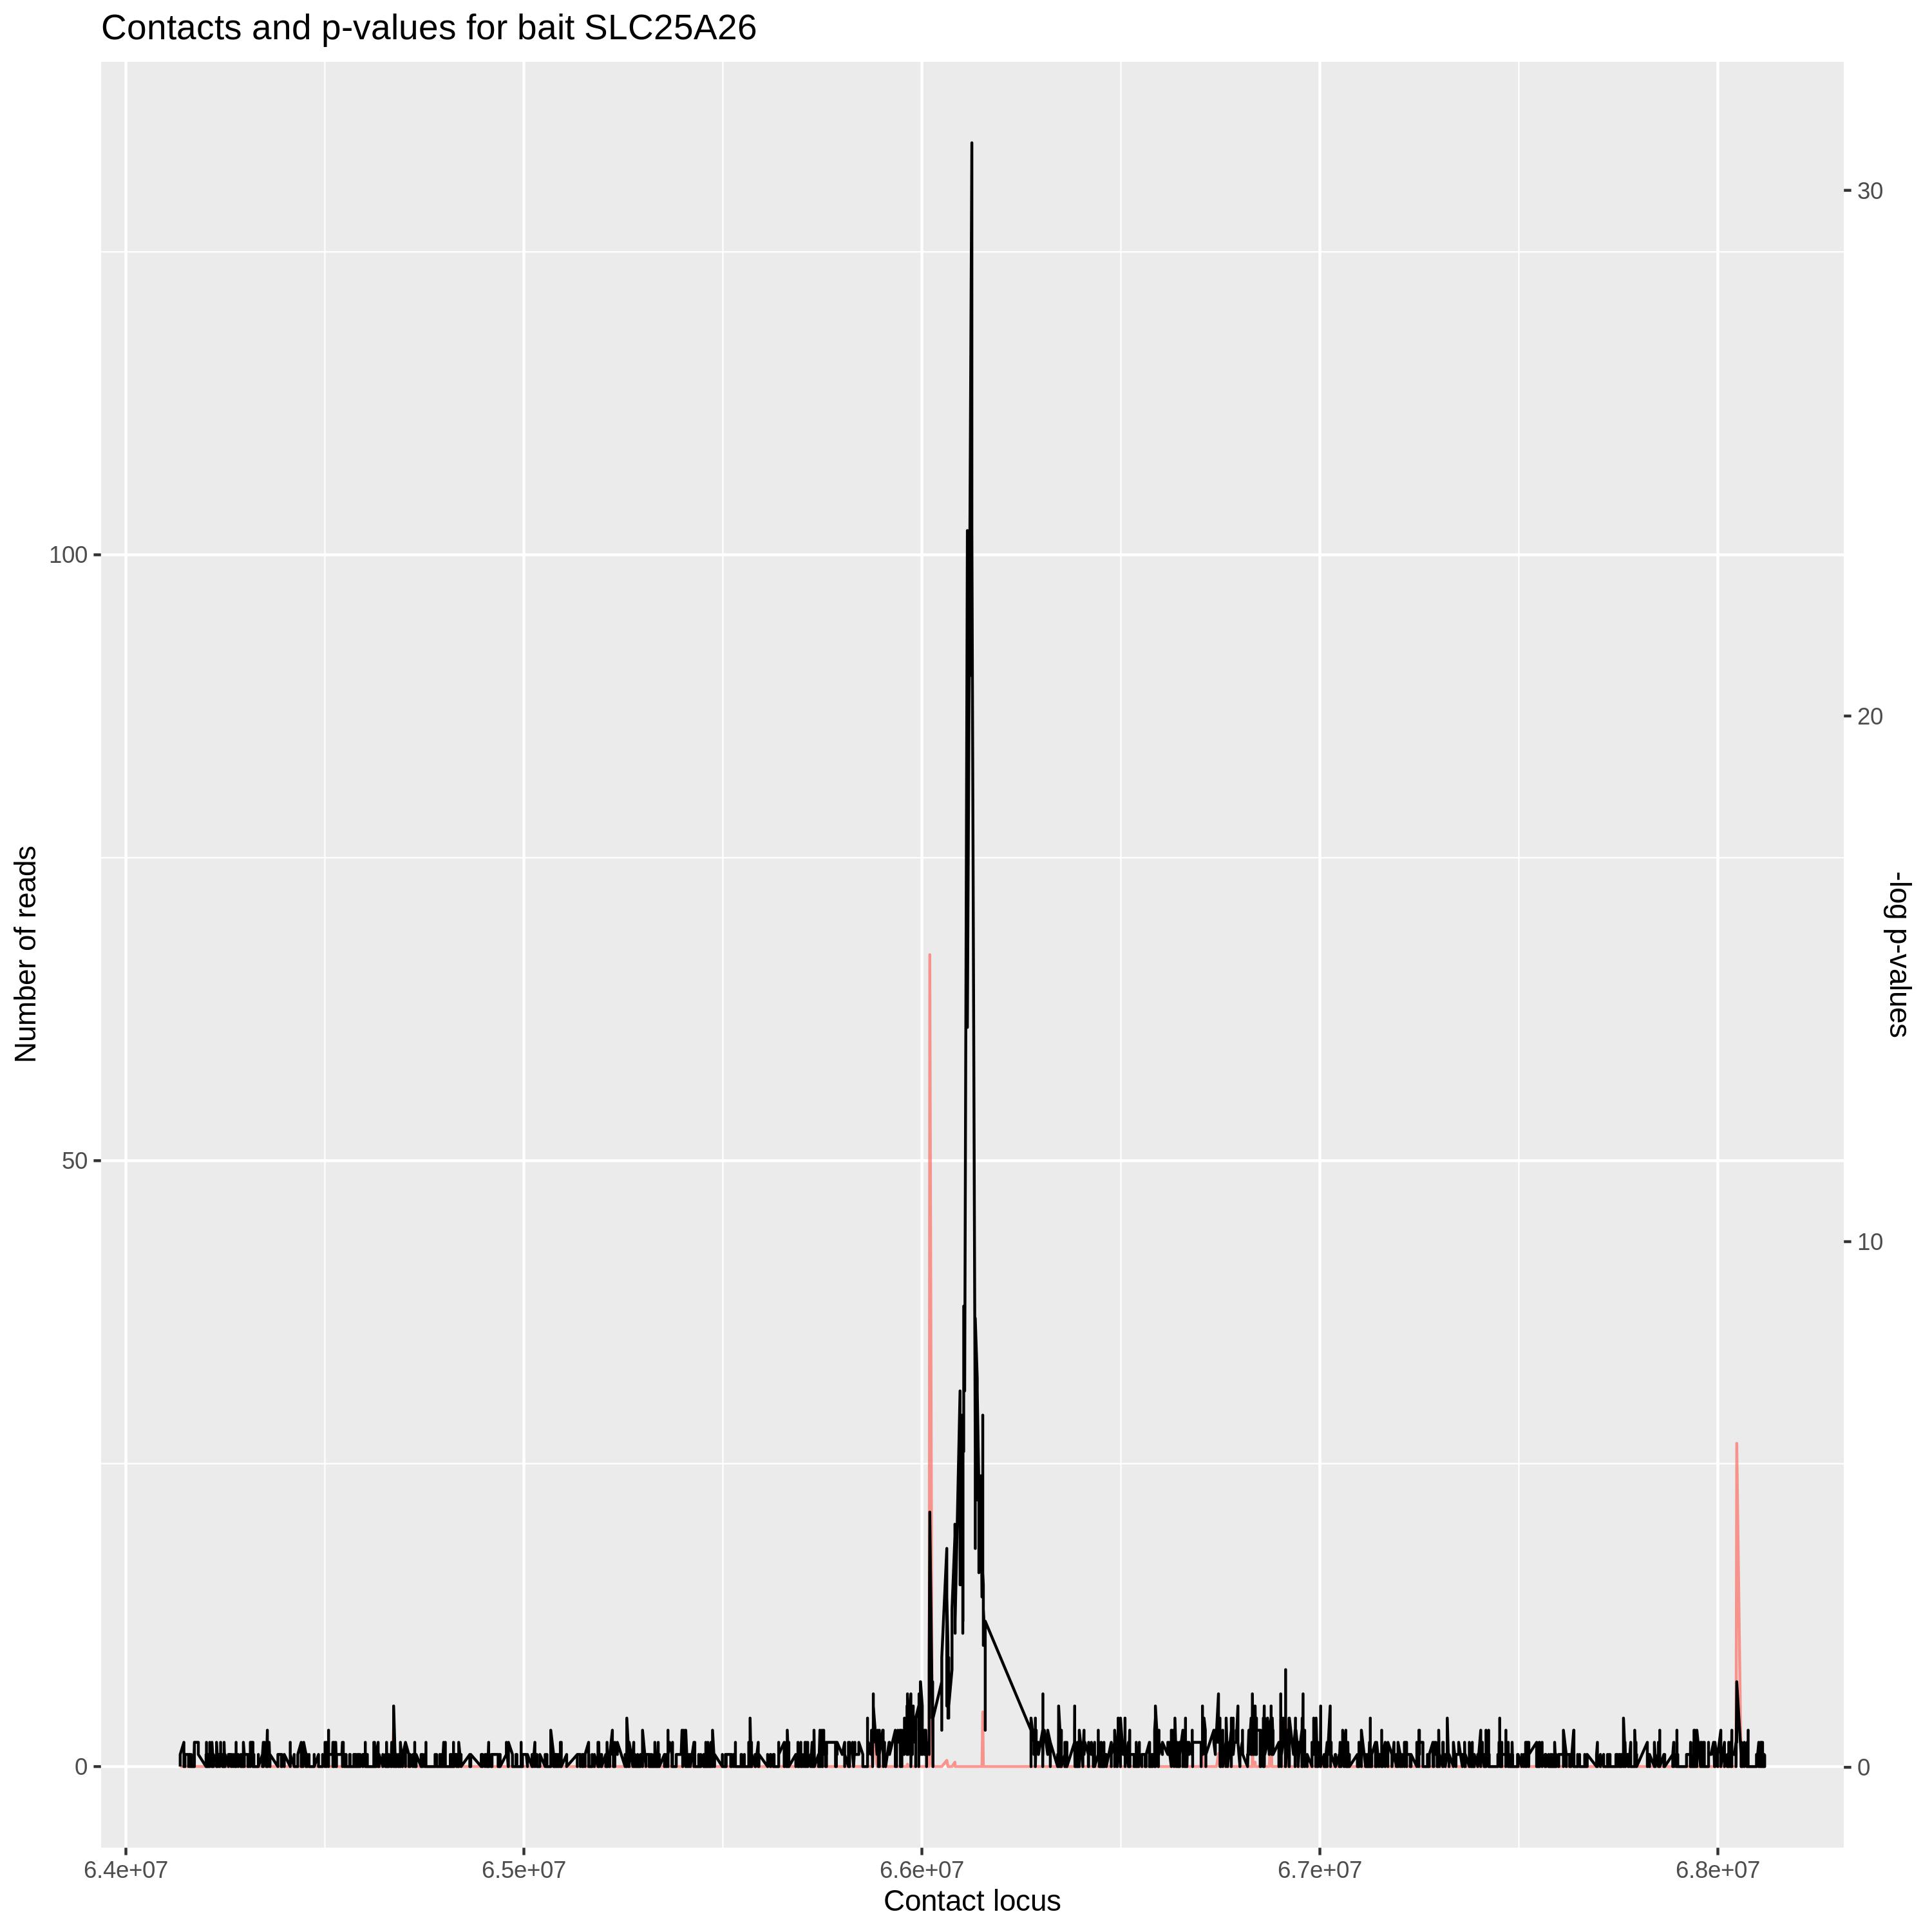 Contacts and p-values for bait SLC25A26
Number of reads
100
50
0
30
20
10
0
-log p-values
6.4e+07
6.5e+07
6.6e+07
6.7e+07
6.8e+07
Contact locus